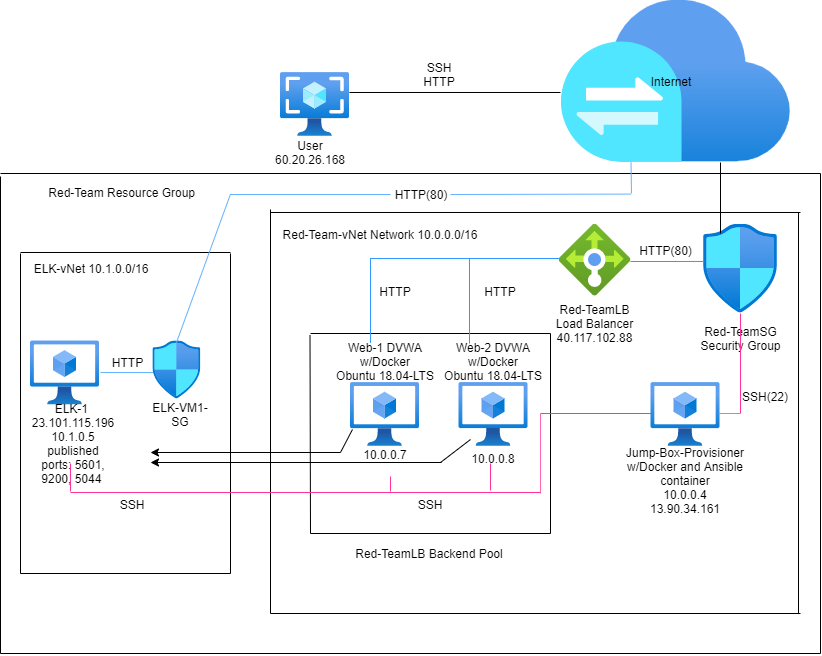 SSH
HTTP
Internet
User
60.20.26.168
Red-Team Resource Group
HTTP(80)
Red-Team-vNet Network 10.0.0.0/16
ELK-vNet 10.1.0.0/16
HTTP(80)
HTTP
HTTP
Red-TeamLB
Load Balancer
40.117.102.88
Red-TeamSG
Security Group
Web-1 DVWA
w/Docker
Obuntu 18.04-LTS
Web-2 DVWA
w/Docker
Obuntu 18.04-LTS
HTTP
ELK-1
23.101.115.196
10.1.0.5
published
ports: 5601,
9200, 5044
ELK-VM1-
SG
SSH(22)
10.0.0.7
10.0.0.8
Jump-Box-Provisioner
w/Docker and Ansible
container
10.0.0.4
13.90.34.161
SSH
SSH
Red-TeamLB Backend Pool